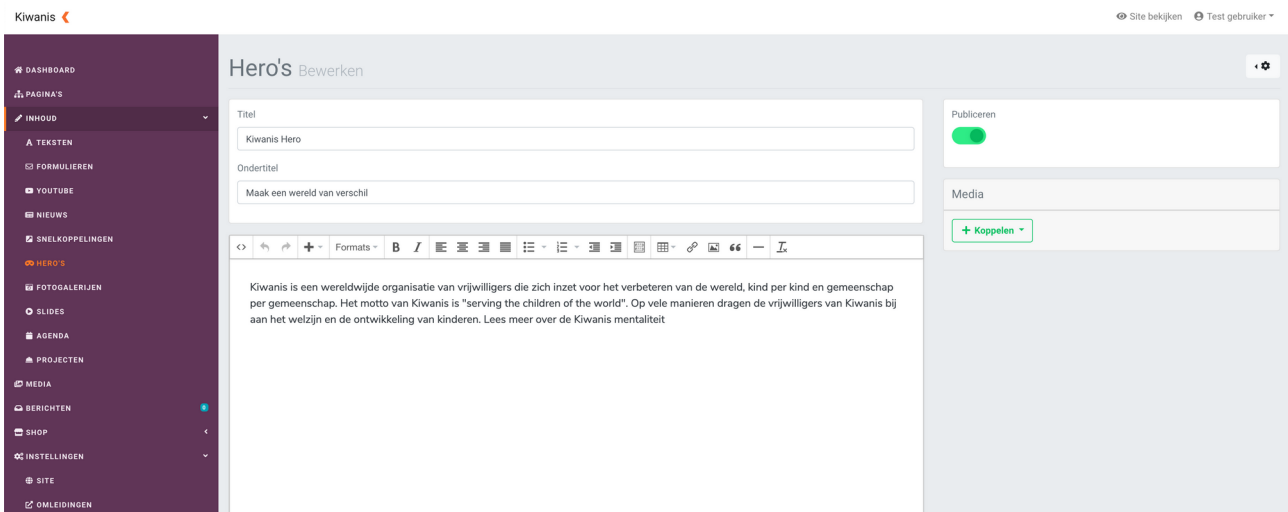 Kiwanis
Site bekijken
Test gebruiker
DASHBOARD
PAGINA'S
INHOUD
TEKSTEN
FORMULIEREN
YOUTUBE
NIEUWS
SNELKOPPELINGEN
HERO'S
FOTOGALERIJEN
SLIDES
AGENDA
PROJECTEN
MEDIA
BERICHTEN 0
SHOP
INSTELLINGEN
SITE
OMLEIDINGEN
Hero's Bewerken
Titel
Kiwanis Hero
Ondertitel
Maak een wereld van verschil
Formats B I
Kiwanis is een wereldwijde organisatie van vrijwilligers die zich inzet voor het verbeteren van de wereld, kind per kind en gemeenschap
per gemeenschap. Het motto van Kiwanis is "serving the children of the world". Op vele manieren dragen de vrijwilligers van Kiwanis bij
aan het welzijn en de ontwikkeling van kinderen. Lees meer over de Kiwanis mentaliteit
Publiceren
Media
+ Koppelen